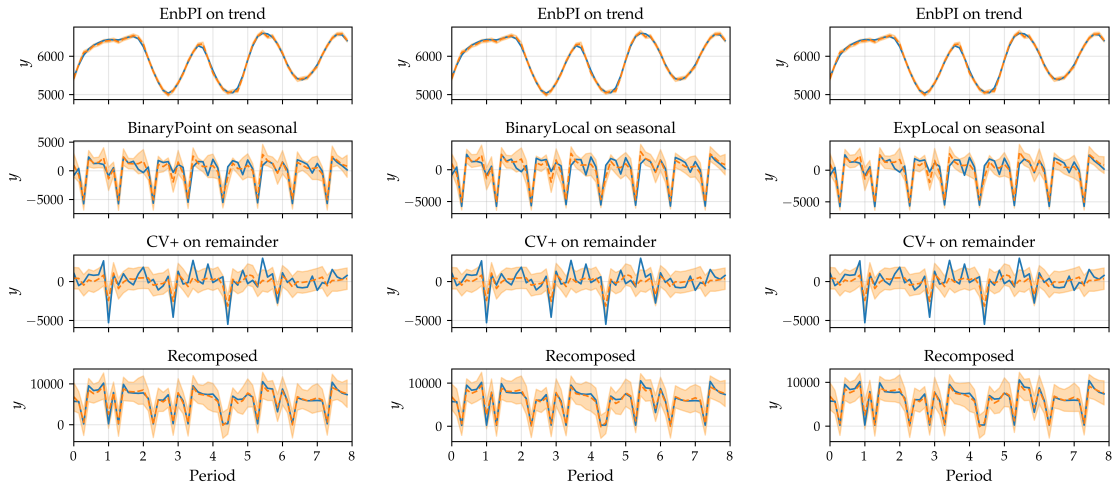 EnbPI on trend EnbPI on trend EnbPI on trend
6000 6000 6000
y y y
5000 5000 5000
BinaryPoint on seasonal BinaryLocal on seasonal ExpLocal on seasonal
5000
0 0 0
y y y
−5000 −5000 −5000
CV+ on remainder CV+ on remainder CV+ on remainder
0 0 0
y y y
−5000 −5000 −5000
Recomposed Recomposed Recomposed
10000 10000 10000
y y y
0 0 0
0 1 2 3 4 5 6 7 8 0 1 2 3 4 5 6 7 8 0 1 2 3 4 5 6 7 8
Period Period Period